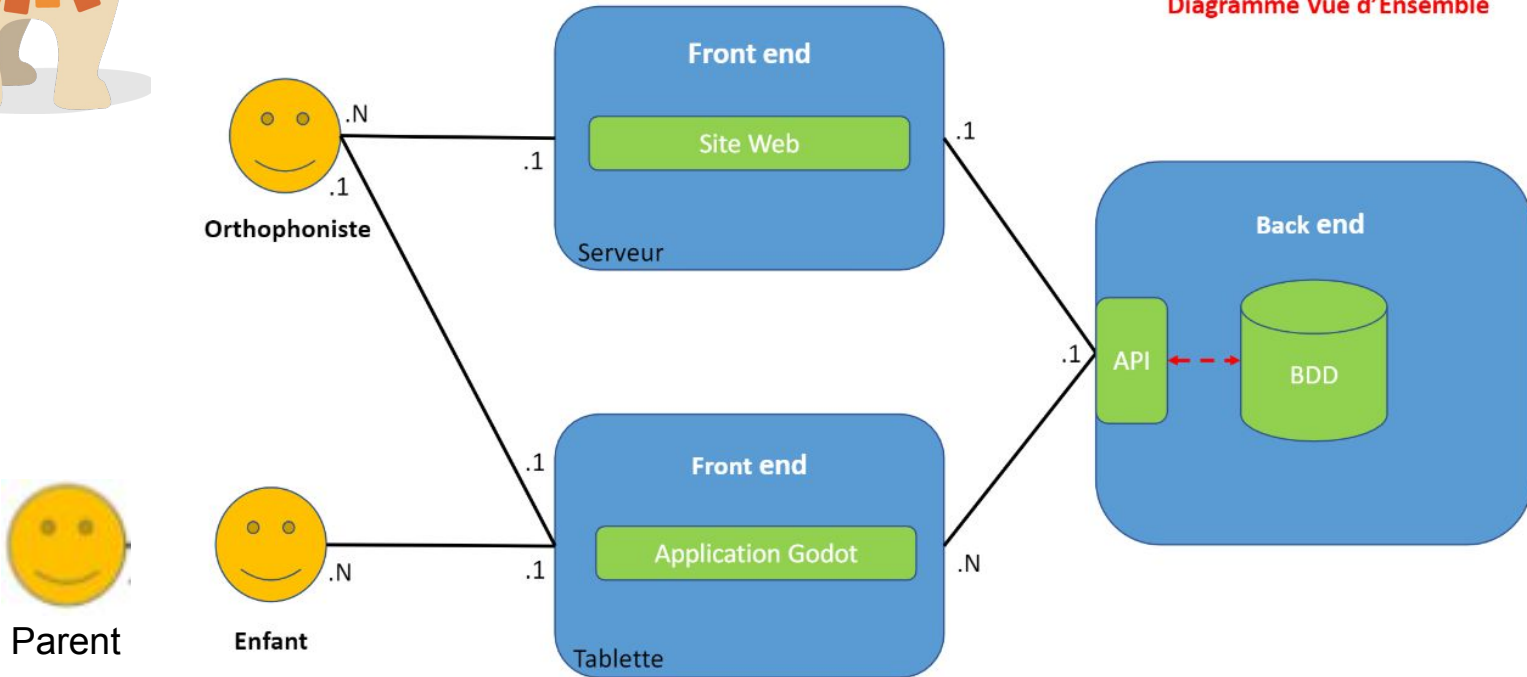 Diagramme Vue d'Ensemble
Front end
.N
.1
Site Web
.1
.1
Orthophoniste
Serveur
Back end
.1
API
BDD
.1
Front end
Application Godot
.N
.1
.N
Parent
Enfant
Tablette